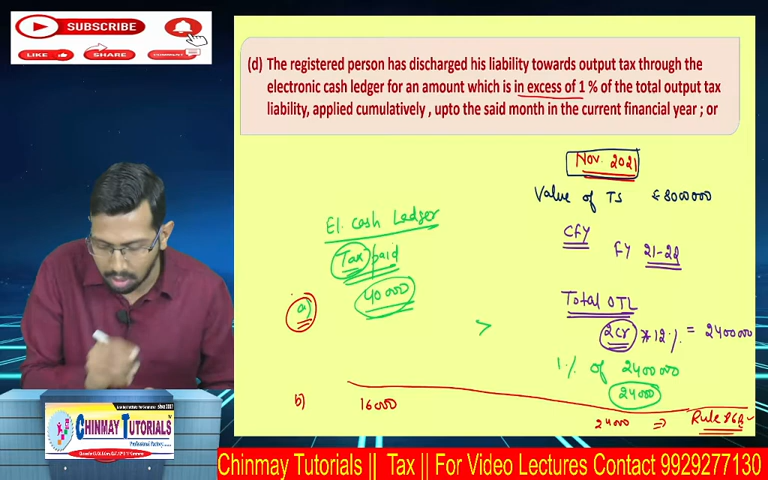 SUBSCRIBE
LIKE
SHARE
(d) The registered person has discharged his liability towards output tax through the
electronic cash ledger for an amount which is in excess of 1 % of the total output tax
liability, applied cumulatively , upto the said month in the current financial year ; or
Nov. 2021
Value of TS
El. Cash Ledger
CFY
FY 21-22
Tax paid
40000
a)
Total OTL
>
2Cr * 12% = 2400000
1% of 2400000
24000
b) 16000
24000 ⇒ Rule 86B
CHINMAY TUTORIALS
Professional Factory...
Chinmay Tutorials || Tax || For Video Lectures Contact 9929277130